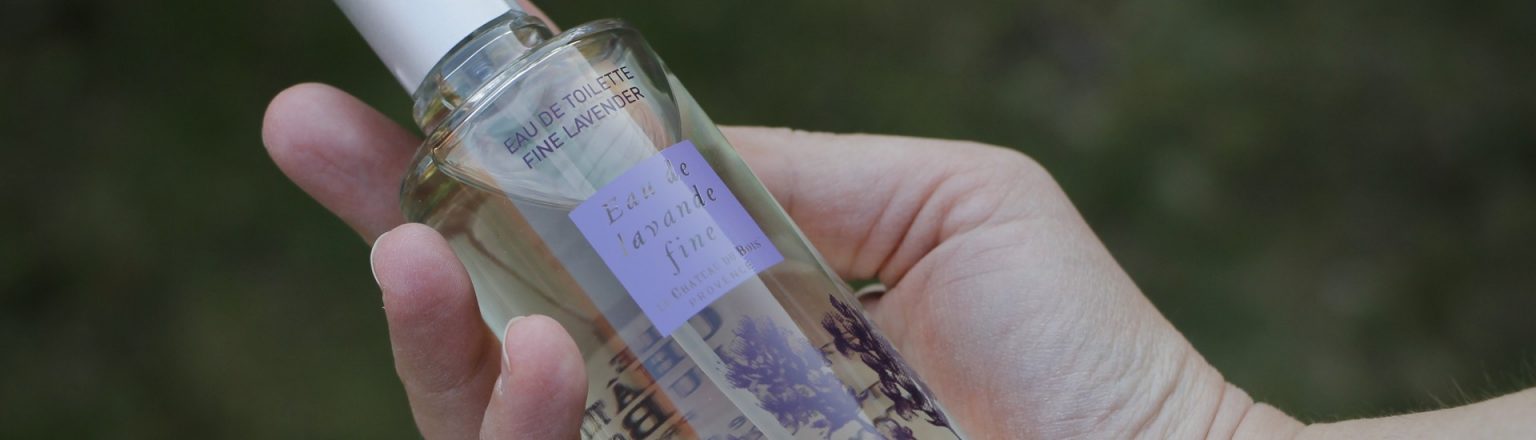 EAU DE TOILETTE
FINE LAVENDER
Eau de
lavande
fine
LE CHATEAU DU BOIS
PROVENCE